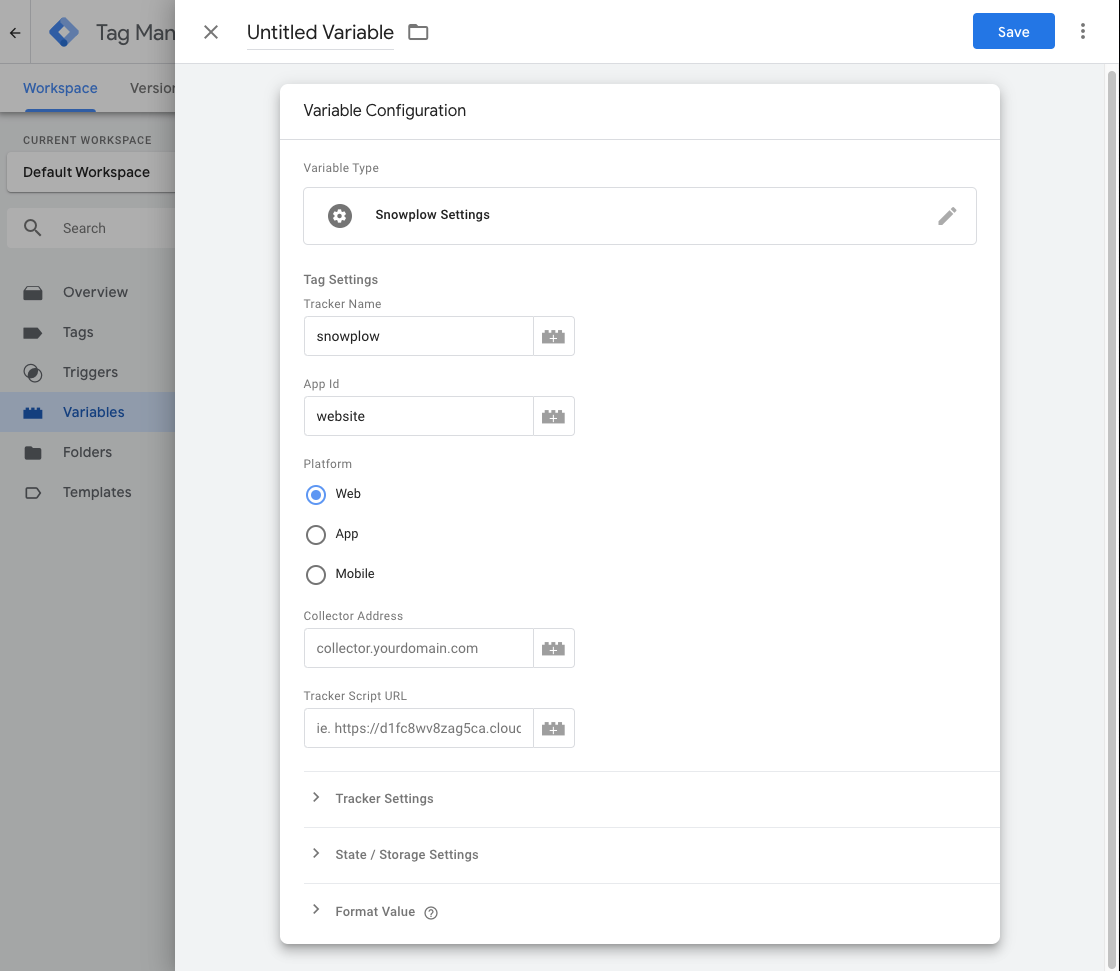 Tag Man
Untitled Variable
Save
Workspace
Version
CURRENT WORKSPACE
Default Workspace
Search
Overview
Tags
Triggers
Variables
Folders
Templates
Variable Configuration
Variable Type
Snowplow Settings
Tag Settings
Tracker Name
snowplow
App Id
website
Platform
Web
App
Mobile
Collector Address
collector.yourdomain.com
Tracker Script URL
ie. https://d1fc8wv8zag5ca.clouc
Tracker Settings
State / Storage Settings
Format Value